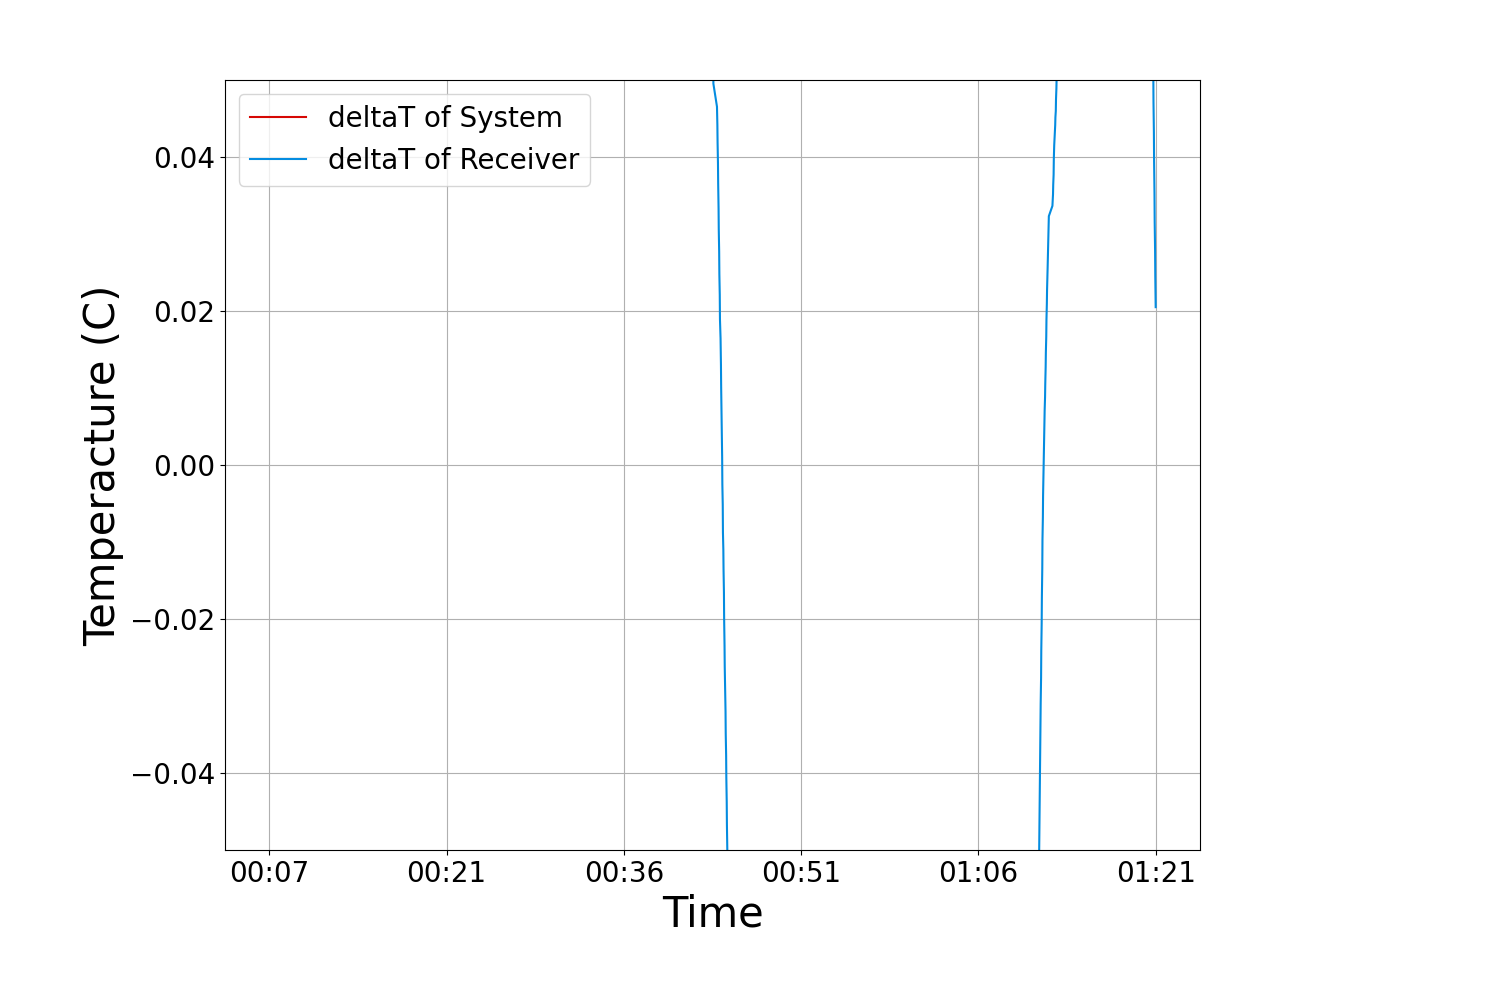 deltaT of System
deltaT of Receiver
Temperacture (C)
0.04
0.02
0.00
−0.02
−0.04
00:07 00:21 00:36 00:51 01:06 01:21
Time